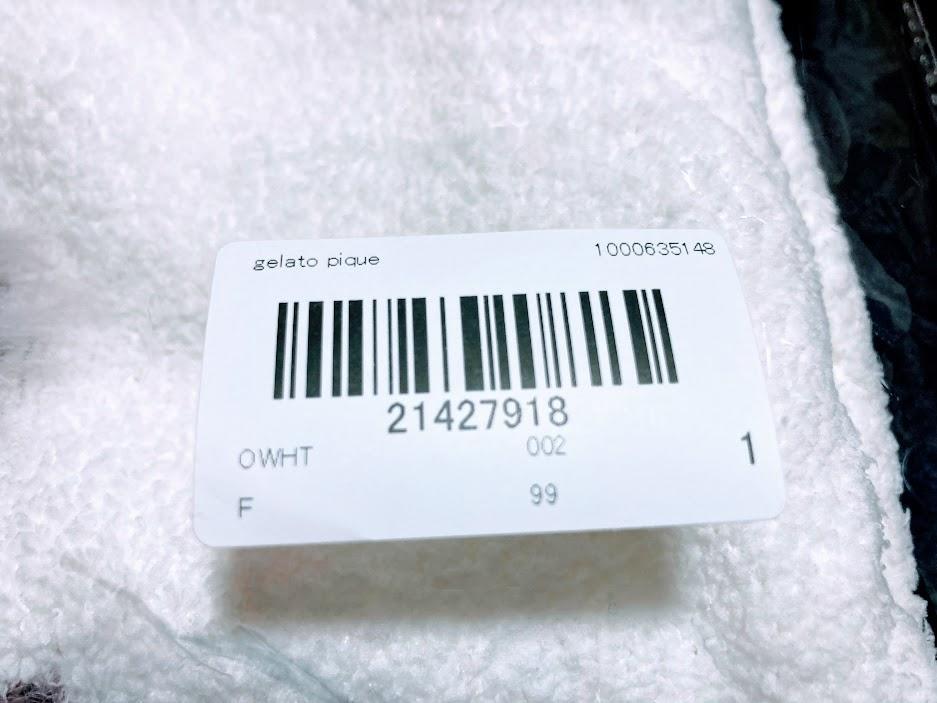 gelato pique 1000635148
21427918
OWHT 002 1
F 99